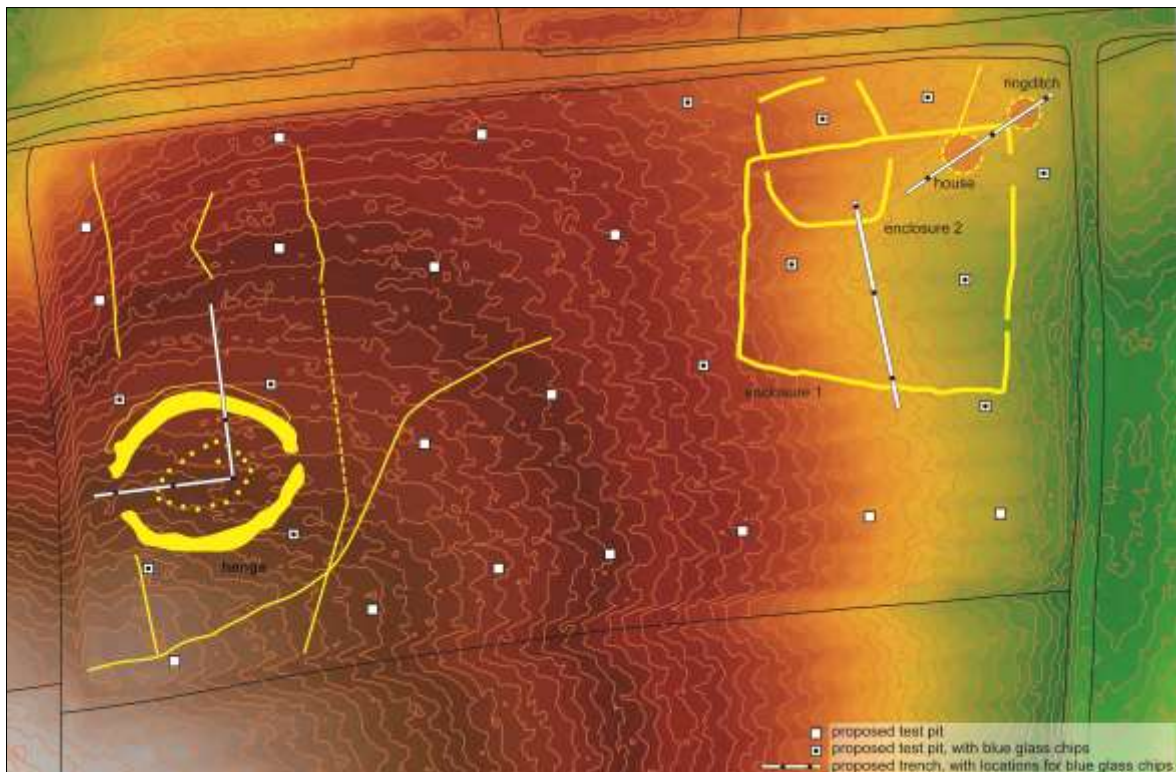 ringditch
house
enclosure 2
enclosure 1
henge
proposed test pit
proposed test pit, with blue glass chips
proposed trench, with locations for blue glass chips